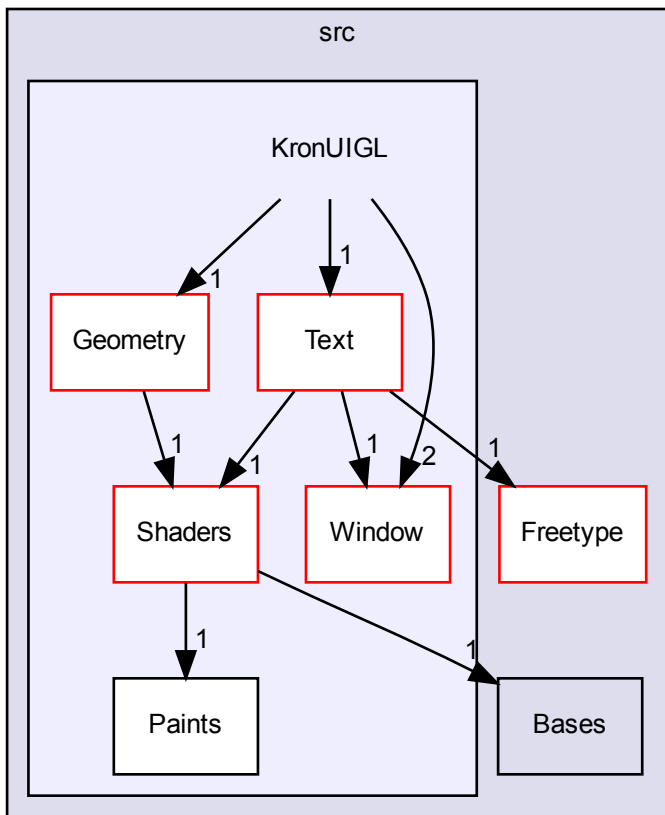 src
KronUIGL
1
1
Geometry
Text
1
1
1
2
1
Shaders
Window
Freetype
1
1
Paints
Bases